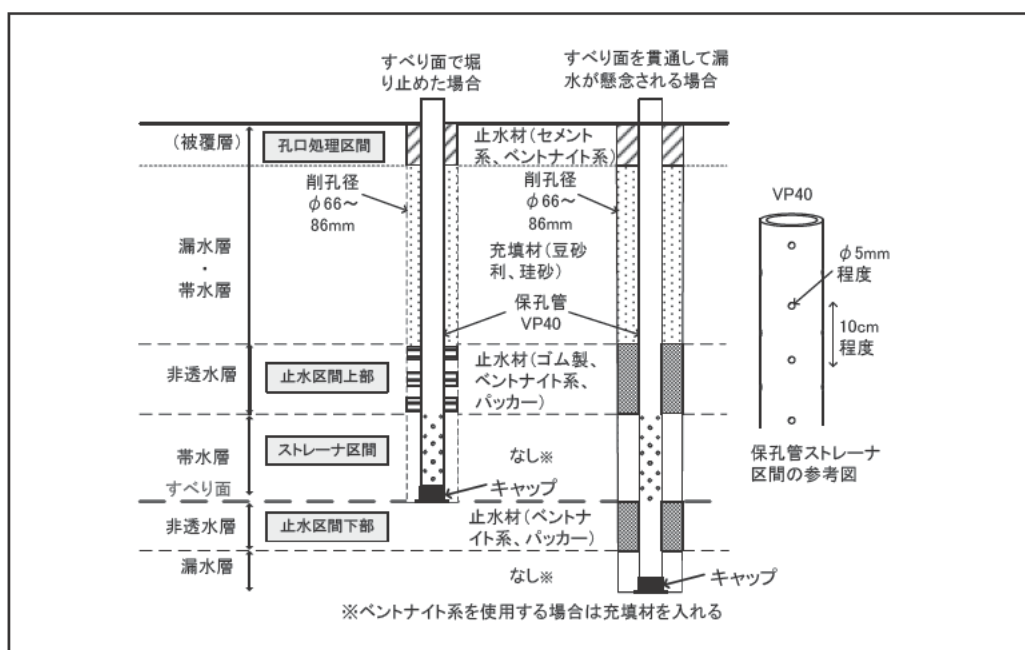 すべり面で堀
り止めた場合
すべり面を貫通して漏
水が懸念される場合
(被覆層)
孔口処理区間
止水材(セメント
系、ベントナイト系)
削孔径
φ66～
86mm
削孔径
φ66～
86mm
漏水層
・
帯水層
充填材(豆砂
利、珪砂)
保孔管
VP40
非透水層
止水区間上部
止水材(ゴム製、
ベントナイト系、
パッカー)
帯水層
ストレーナ区間
なし※
すべり面
キャップ
非透水層
止水区間下部
止水材(ベントナ
イト系、パッカー)
漏水層
なし※
キャップ
※ベントナイト系を使用する場合は充填材を入れる
VP40
φ5mm
程度
10cm
程度
保孔管ストレーナ
区間の参考図